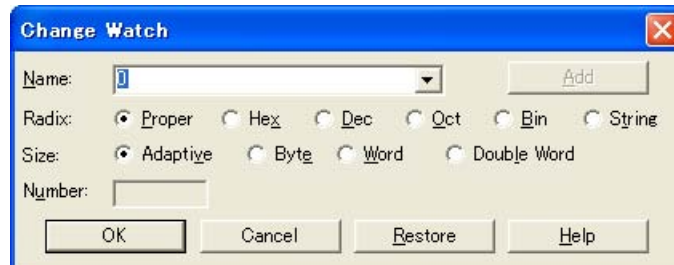 Change Watch
Name: Add
Radix: Proper Hex Dec Oct Bin String
Size: Adaptive Byte Word Double Word
Number:
OK Cancel Restore Help